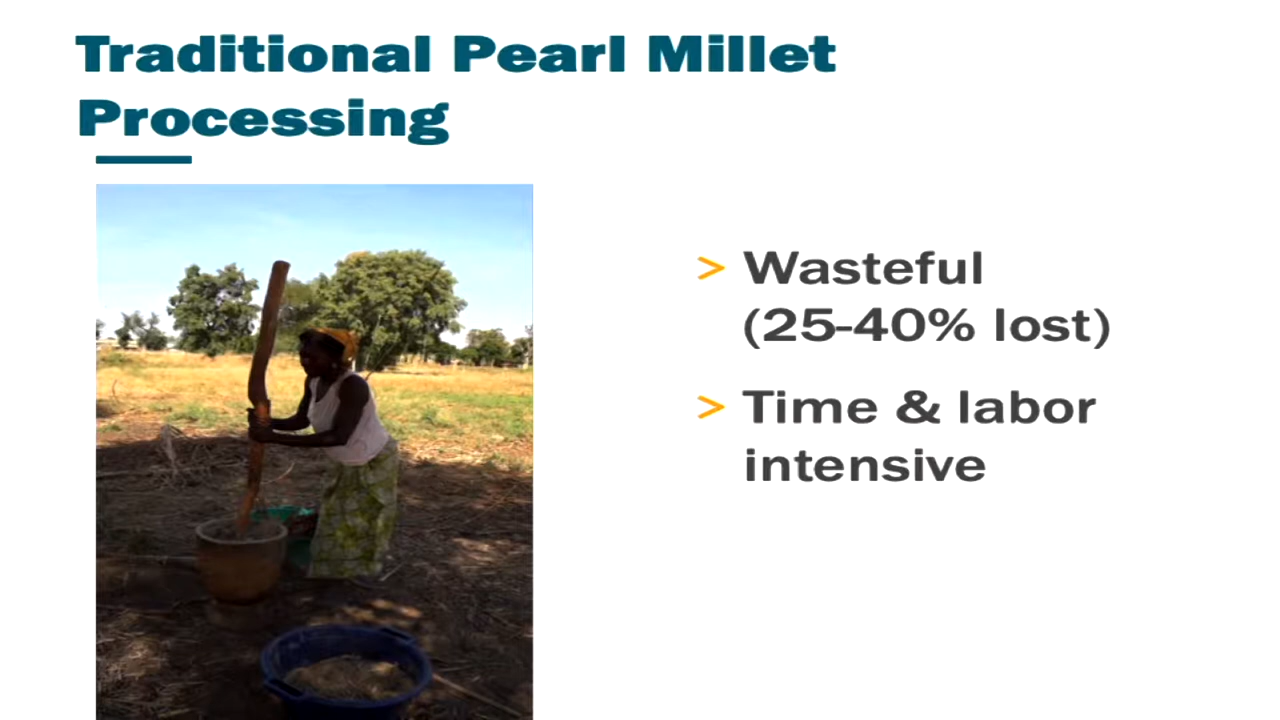 Traditional Pearl Millet
Processing
> Wasteful
(25-40% lost)
> Time & labor
intensive